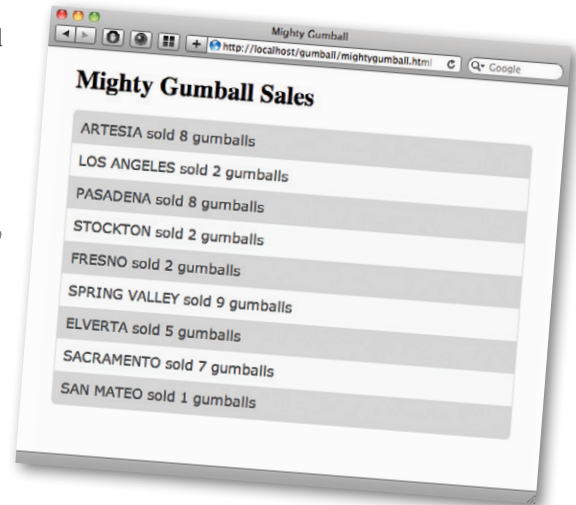 Mighty Gumball
http://localhost/gumball/mightygumball.html
Google
Mighty Gumball Sales
ARTESIA sold 8 gumballs
LOS ANGELES sold 2 gumballs
PASADENA sold 8 gumballs
STOCKTON sold 2 gumballs
FRESNO sold 2 gumballs
SPRING VALLEY sold 9 gumballs
ELVERTA sold 5 gumballs
SACRAMENTO sold 7 gumballs
SAN MATEO sold 1 gumballs